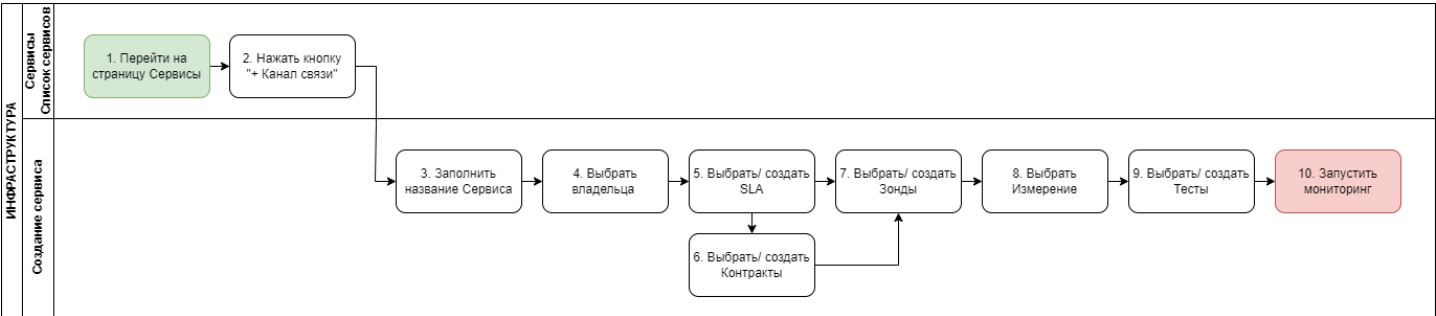 ИНФРАСТРУКТУРА
Сервисы
Список сервисов
1. Перейти на
страницу Сервисы
2. Нажать кнопку
"+ Канал связи"
Создание сервиса
3. Заполнить
название Сервиса
4. Выбрать
владельца
5. Выбрать/ создать
SLA
6. Выбрать/ создать
Контракты
7. Выбрать/ создать
Зонды
8. Выбрать
Измерение
9. Выбрать/ создать
Тесты
10. Запустить
мониторинг